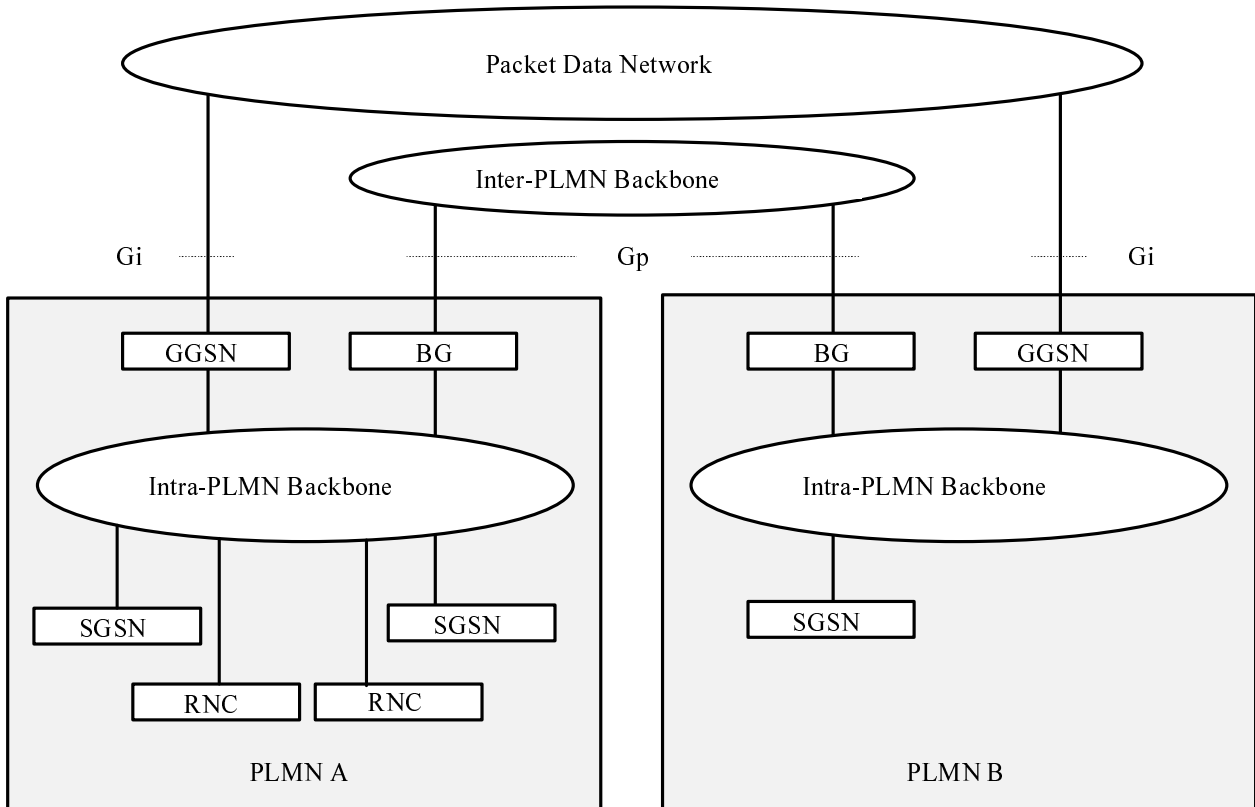 Packet Data Network
Inter-PLMN Backbone
Gi
Gp
Gi
GGSN
BG
BG
GGSN
Intra-PLMN Backbone
Intra-PLMN Backbone
SGSN
SGSN
SGSN
RNC
RNC
PLMN A
PLMN B